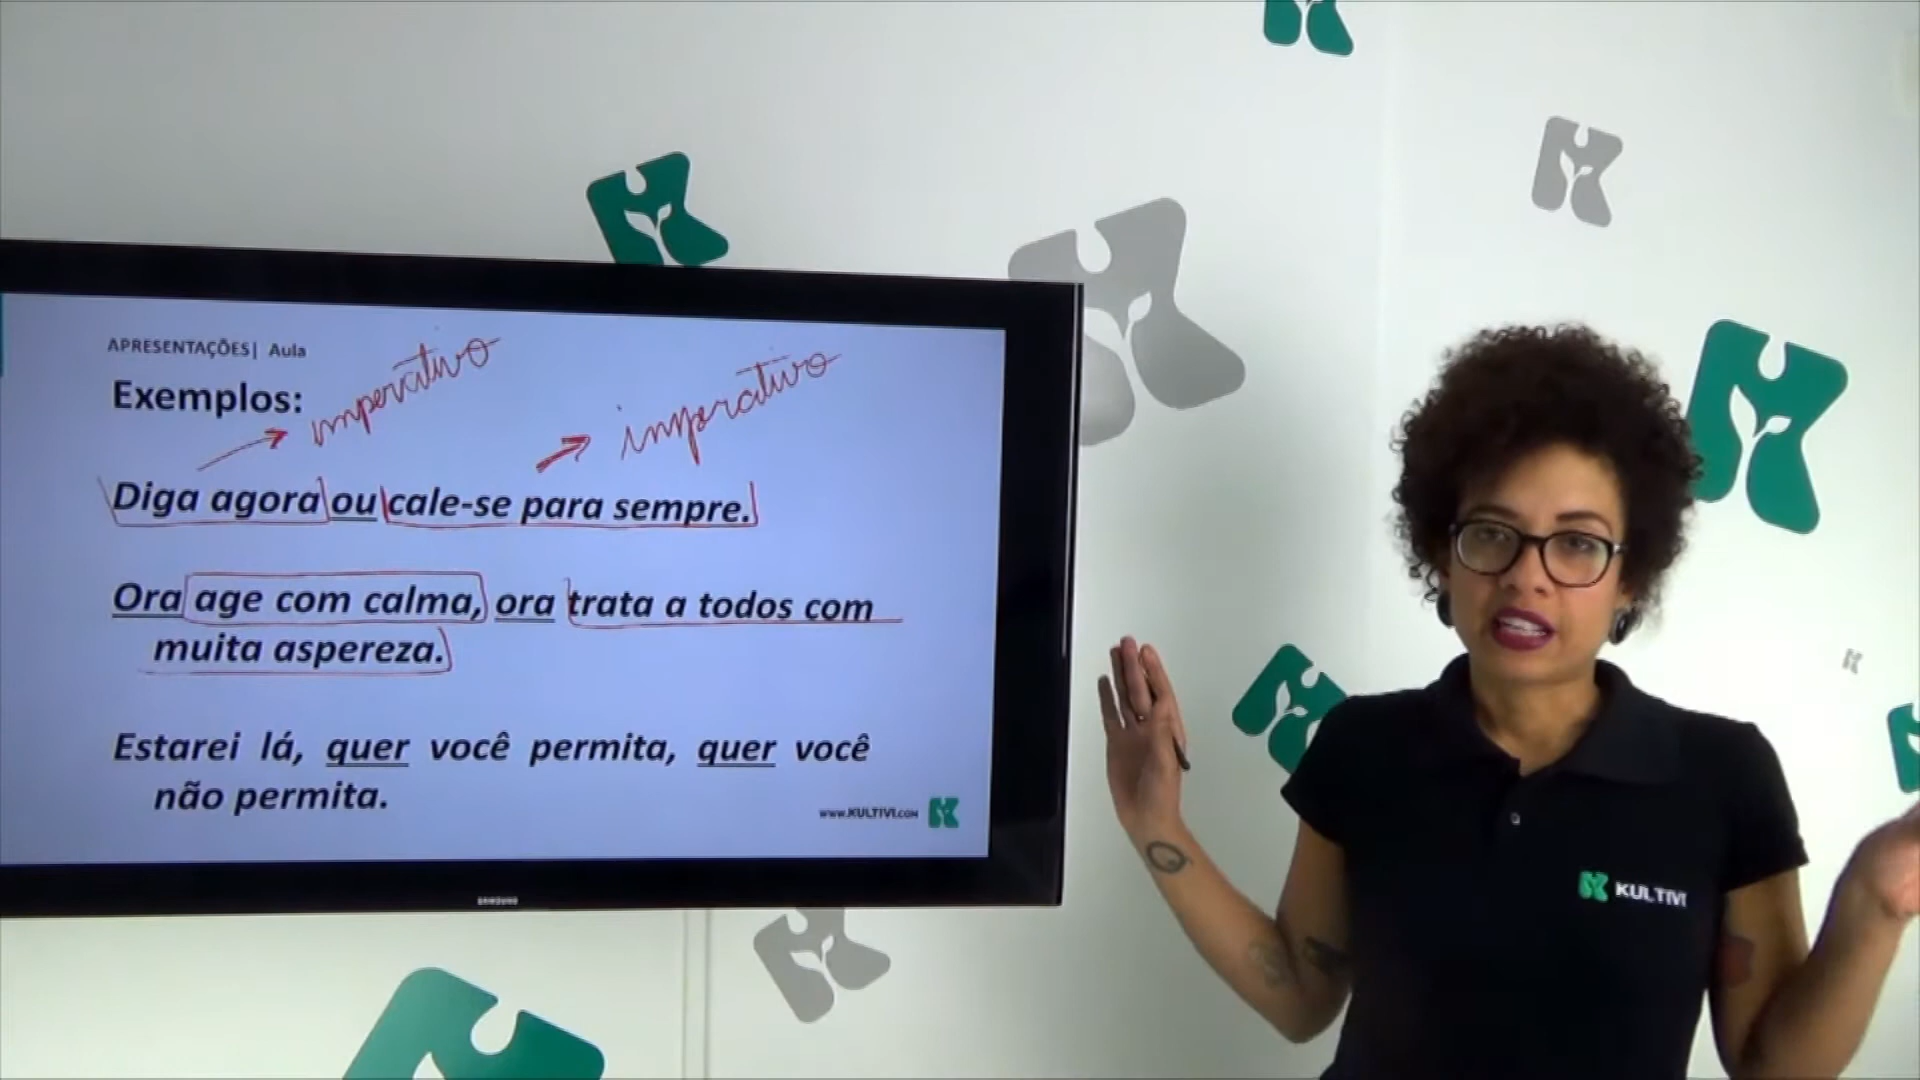 APRESENTAÇÕES| Aula
Exemplos:
imperativo
imperativo
Diga agora ou cale-se para sempre.
Ora age com calma, ora trata a todos com
muita aspereza.
Estarei lá, quer você permita, quer você
não permita.
www.KULTIVI.COM
SAMSUNG
KULTIVI